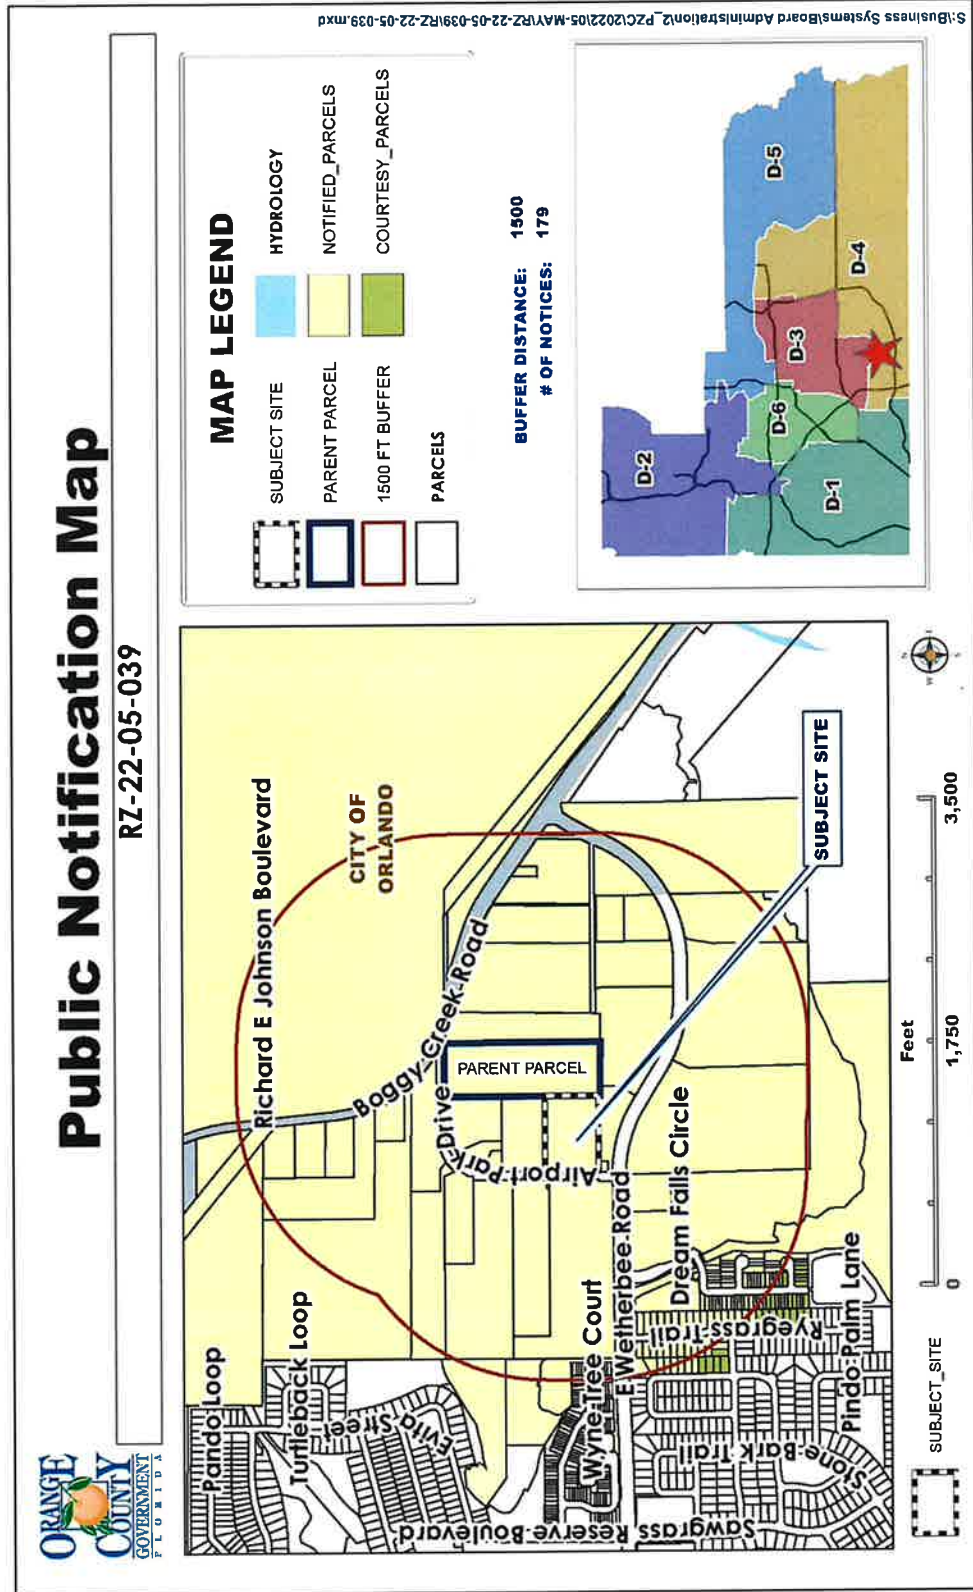 ORANGE
COUNTY
GOVERNMENT
FLORIDA
Public Notification Map
RZ-22-05-039
Pando Loop
Turtleback Loop
Evita Street
Sawgrass Reserve Boulevard
Wyne Tree Court
E Wetherbee Road
Stone Bark Trail
Ryegrass Trail
Pindo Palm Lane
Dream Falls Circle
Airport Park Drive
Boggy Creek Road
Richard E Johnson Boulevard
CITY OF
ORLANDO
PARENT PARCEL
SUBJECT SITE
MAP LEGEND
SUBJECT SITE
PARENT PARCEL
1500 FT BUFFER
PARCELS
HYDROLOGY
NOTIFIED_PARCELS
COURTESY_PARCELS
BUFFER DISTANCE: 1500
# OF NOTICES: 179
D-2
D-5
D-6
D-3
D-4
D-1
SUBJECT_SITE
Feet
0 1,750 3,500
N
W
S
S:\Business Systems\Board Administration\2_PZC\2022\05-MAY\RZ-22-05-039\RZ-22-05-039.mxd